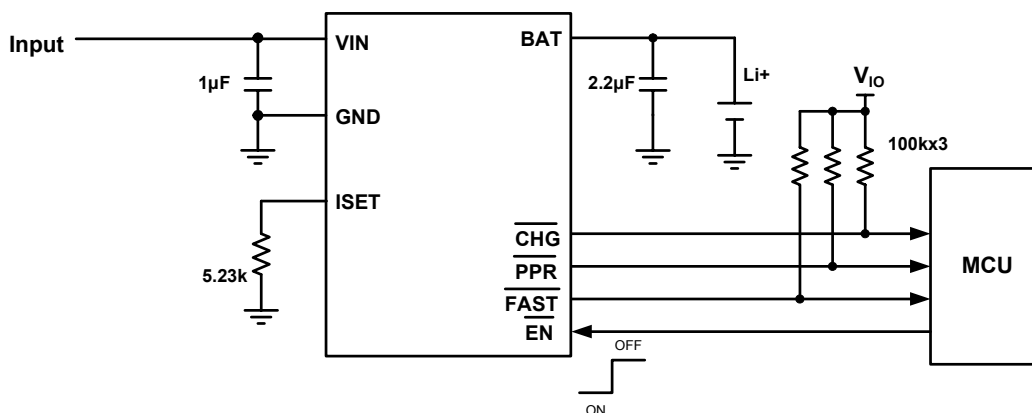 Input
VIN
BAT
1µF
2.2µF
Li+
VIO
GND
100kx3
ISET
5.23k
CHG
PPR
FAST
EN
MCU
OFF
ON